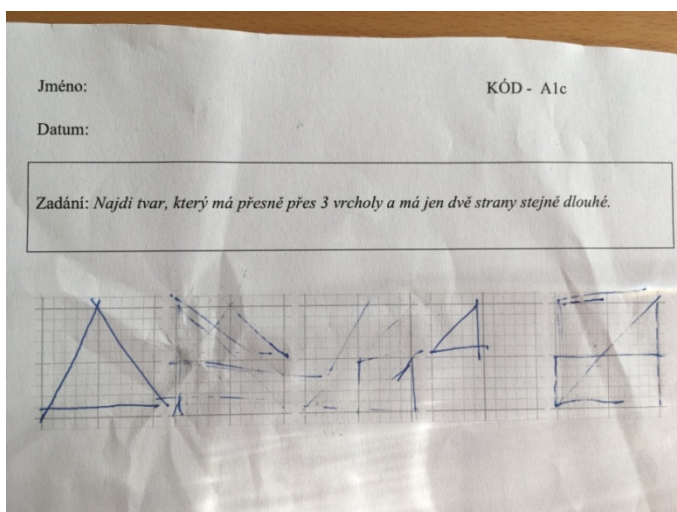 Jméno:
KÓD - A1c
Datum:
Zadání: Najdi tvar, který má přesně přes 3 vrcholy a má jen dvě strany stejně dlouhé.